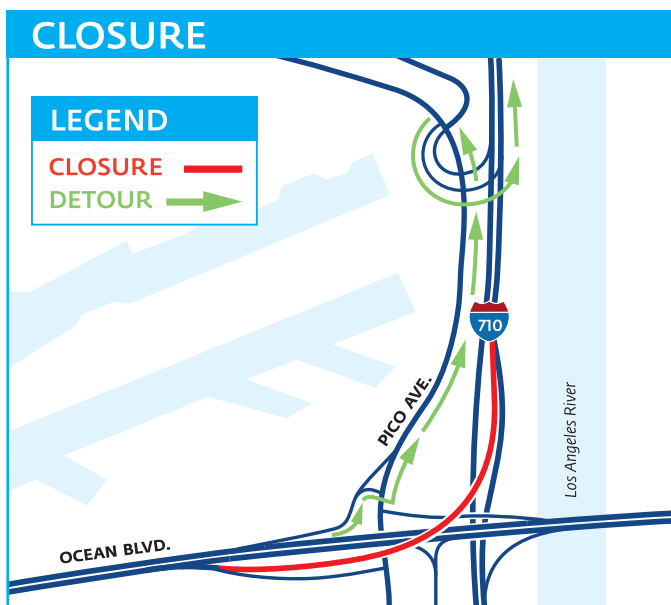 CLOSURE
LEGEND
CLOSURE
DETOUR
710
PICO AVE.
Los Angeles River
OCEAN BLVD.